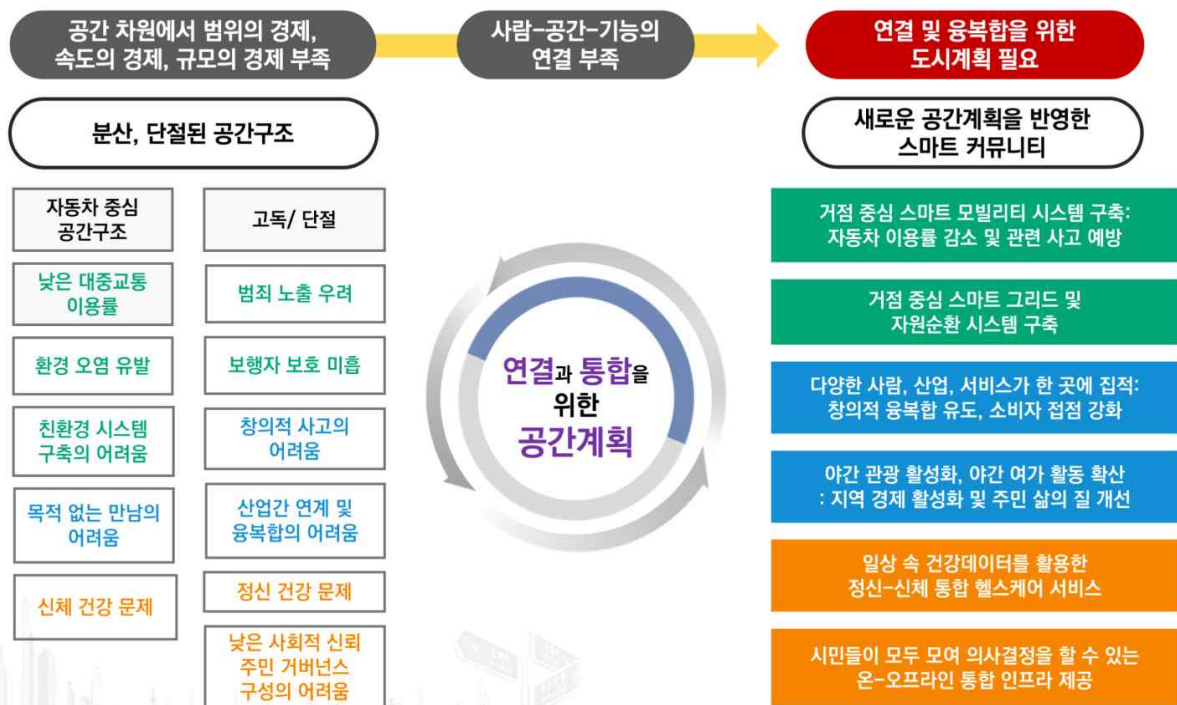 공간 차원에서 범위의 경제,
속도의 경제, 규모의 경제 부족
사람-공간-기능의
연결 부족
연결 및 융복합을 위한
도시계획 필요
분산, 단절된 공간구조
새로운 공간계획을 반영한
스마트 커뮤니티
자동차 중심
공간구조
낮은 대중교통
이용률
환경 오염 유발
친환경 시스템
구축의 어려움
목적 없는 만남의
어려움
신체 건강 문제
고독/ 단절
범죄 노출 우려
보행자 보호 미흡
창의적 사고의
어려움
산업간 연계 및
융복합의 어려움
정신 건강 문제
낮은 사회적 신뢰
주민 거버넌스
구성의 어려움
연결과 통합을
위한
공간계획
거점 중심 스마트 모빌리티 시스템 구축:
자동차 이용률 감소 및 관련 사고 예방
거점 중심 스마트 그리드 및
자원순환 시스템 구축
다양한 사람, 산업, 서비스가 한 곳에 집적:
창의적 융복합 유도, 소비자 접점 강화
야간 관광 활성화, 야간 여가 활동 확산
: 지역 경제 활성화 및 주민 삶의 질 개선
일상 속 건강데이터를 활용한
정신-신체 통합 헬스케어 서비스
시민들이 모두 모여 의사결정을 할 수 있는
온-오프라인 통합 인프라 제공